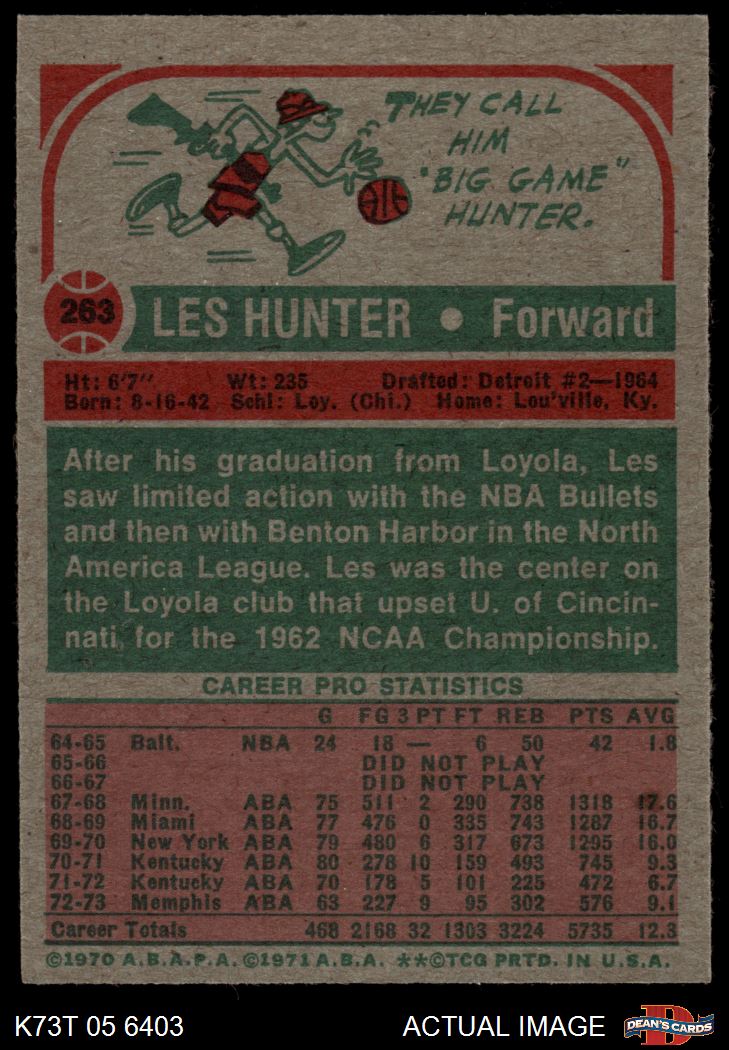 THEY CALL
HIM
"BIG GAME"
HUNTER.
263 LES HUNTER • Forward
Ht: 6'7" Wt: 235 Drafted: Detroit #2—1964
Born: 8-16-42 Schl: Loy. (Chi.) Home: Lou'ville, Ky.
After his graduation from Loyola, Les
saw limited action with the NBA Bullets
and then with Benton Harbor in the North
America League. Les was the center on
the Loyola club that upset U. of Cincin-
nati, for the 1962 NCAA Championship.
CAREER PRO STATISTICS
G FG 3 PT FT REB PTS AVG
64-65 Balt. NBA 24 18 — 6 50 42 1.8
65-66 DID NOT PLAY
66-67 DID NOT PLAY
67-68 Minn. ABA 75 511 2 290 738 1318 17.6
68-69 Miami ABA 77 476 0 335 743 1287 16.7
69-70 New York ABA 79 480 6 317 673 1295 16.0
70-71 Kentucky ABA 80 278 10 159 493 745 9.3
71-72 Kentucky ABA 70 178 5 101 225 472 6.7
72-73 Memphis ABA 63 227 9 95 302 576 9.1
Career Totals 468 2168 32 1303 3224 5735 12.3
©1970 A.B.A.P.A. ©1971 A.B.A. **©TCG PRTD. IN U.S.A.
K73T 05 6403 ACTUAL IMAGE DEAN'S CARDS